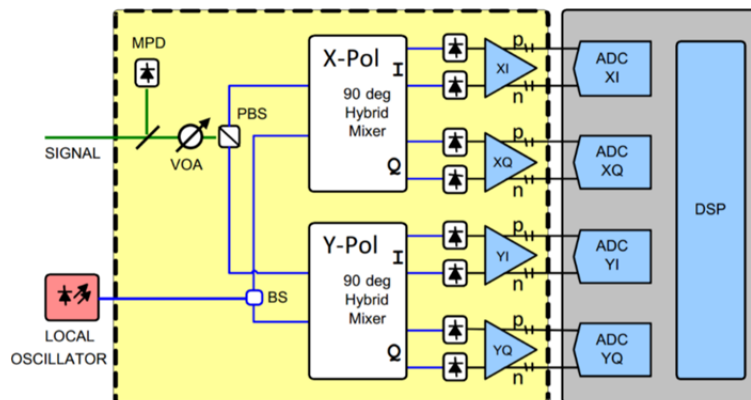 MPD
SIGNAL
VOA
PBS
BS
LOCAL
OSCILLATOR
X-Pol
I
90 deg
Hybrid
Mixer
Q
Y-Pol
I
90 deg
Hybrid
Mixer
Q
p
XI
n
p
XQ
n
p
YI
n
p
YQ
n
ADC
XI
ADC
XQ
ADC
YI
ADC
YQ
DSP